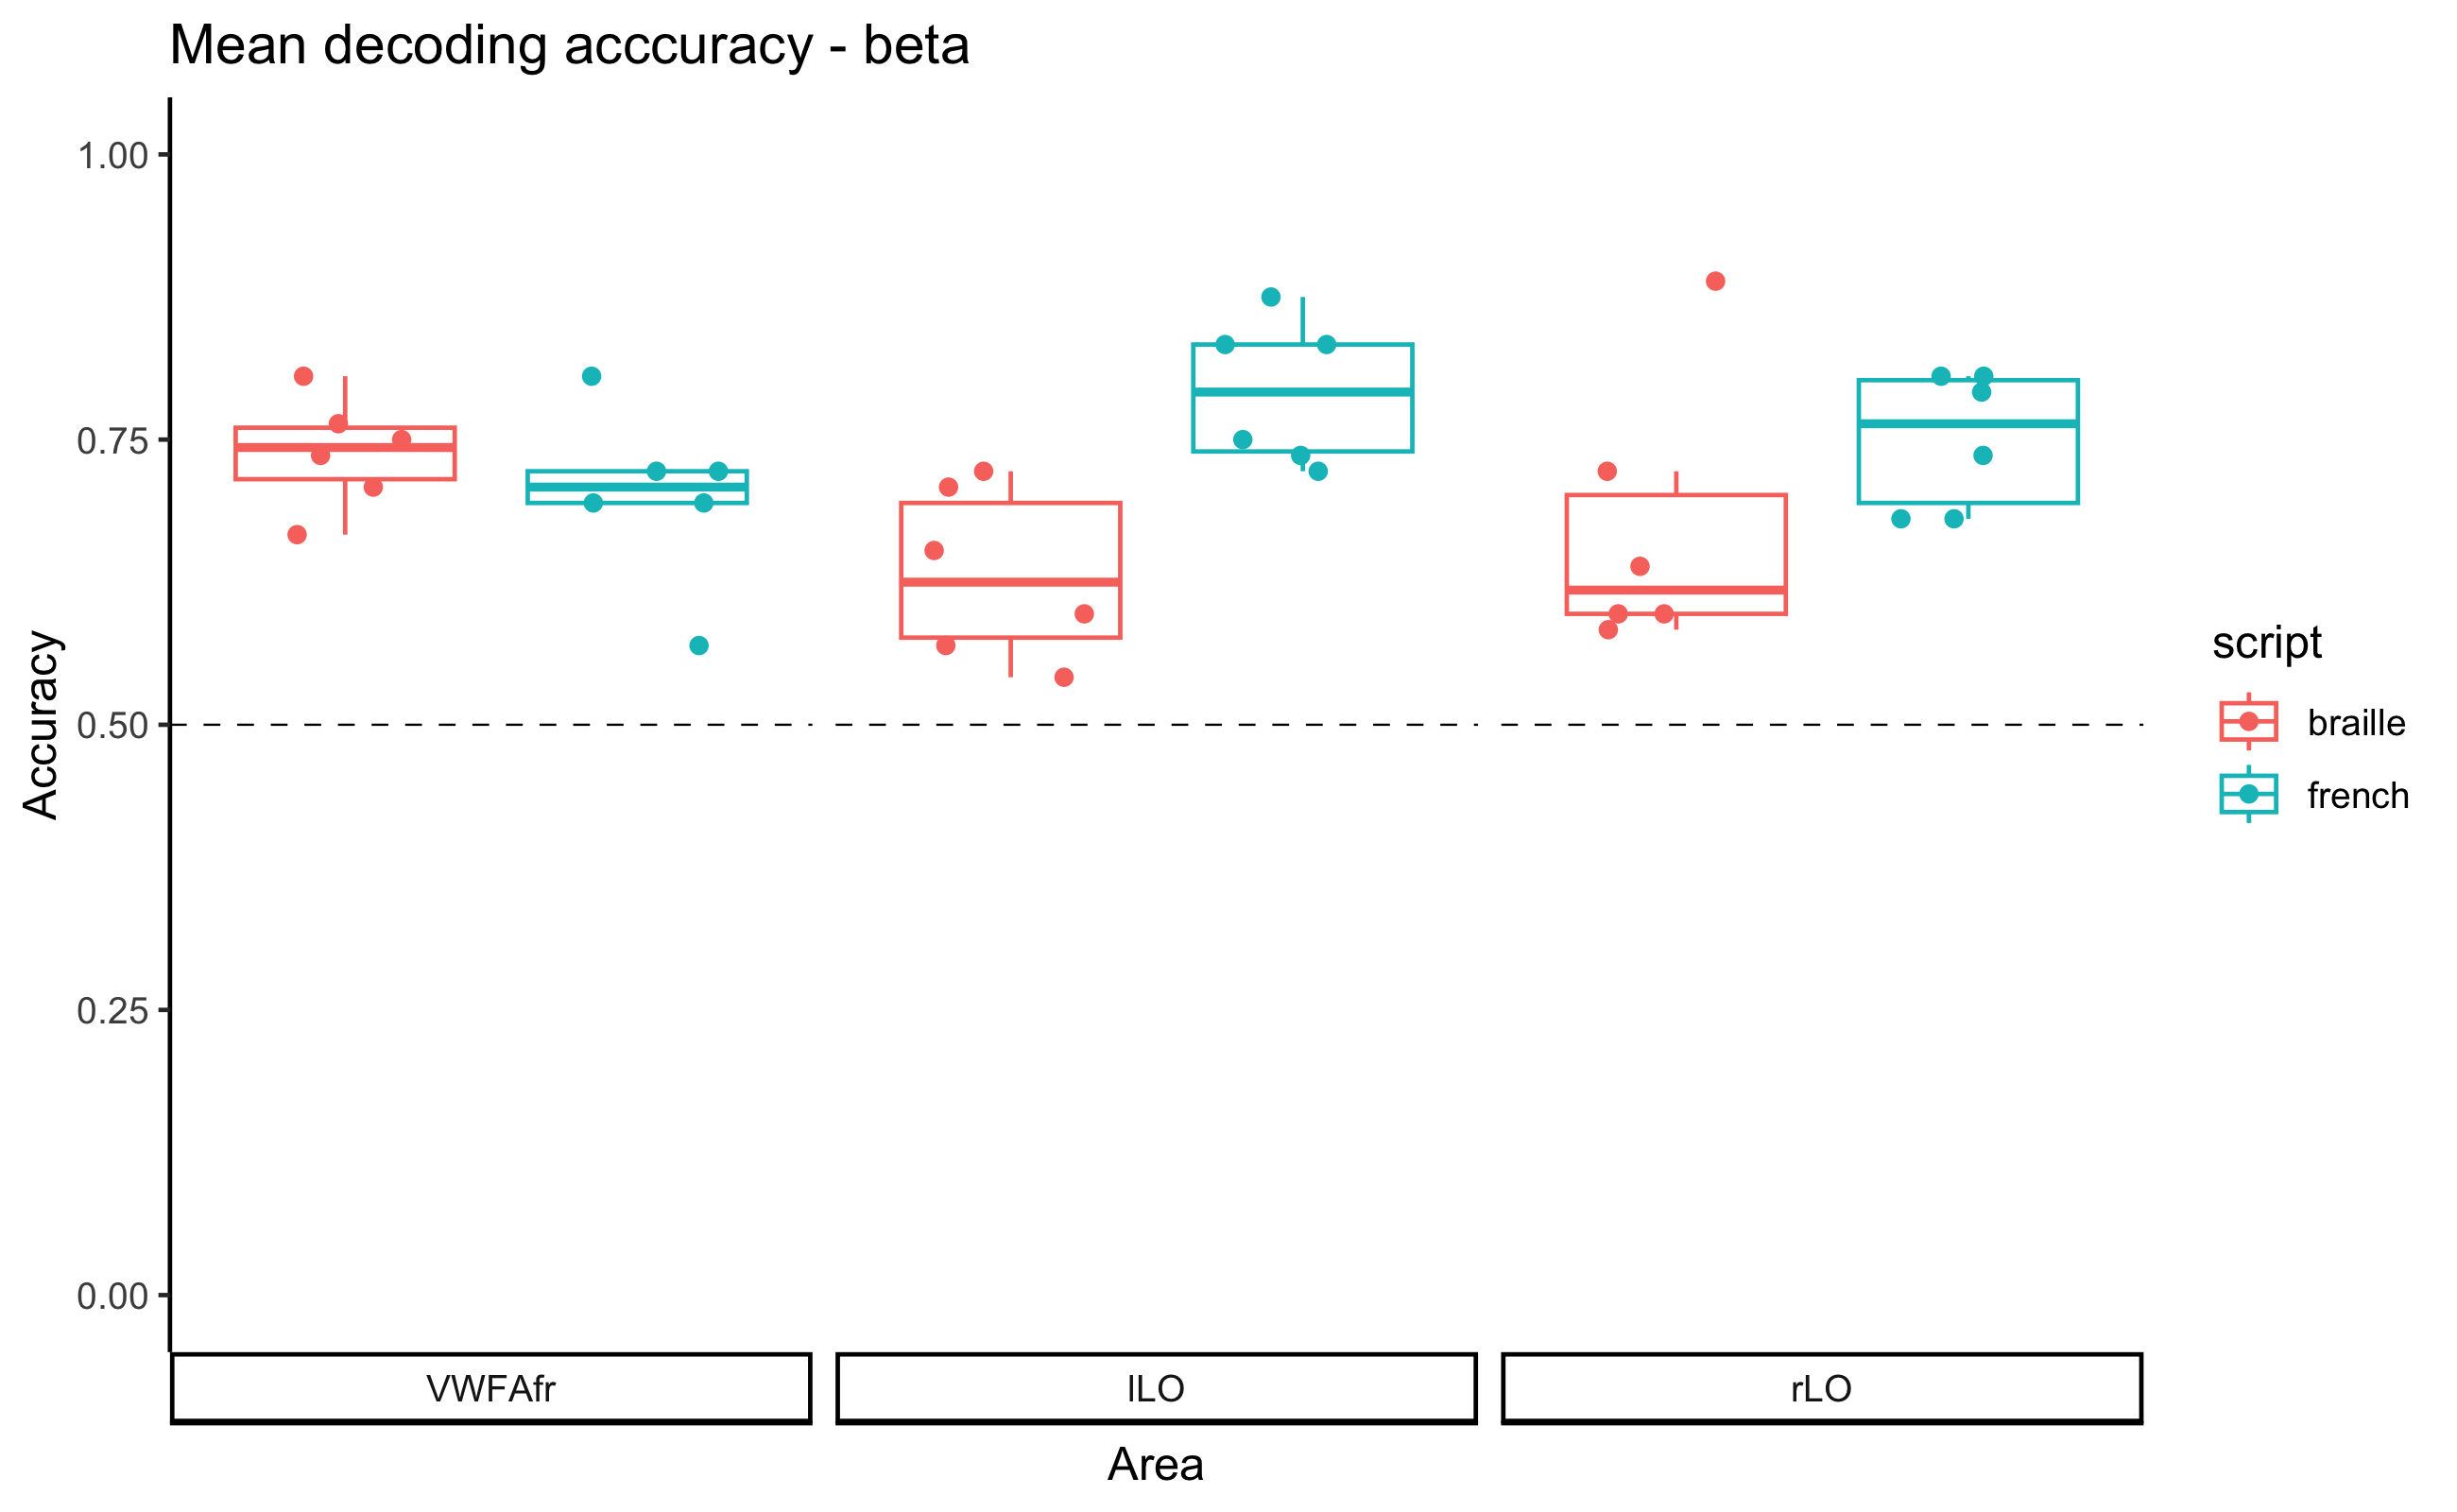 Mean decoding acccuracy - beta
1.00
0.75
0.50
0.25
0.00
Accuracy
VWFAfr
lLO
rLO
Area
script
braille
french